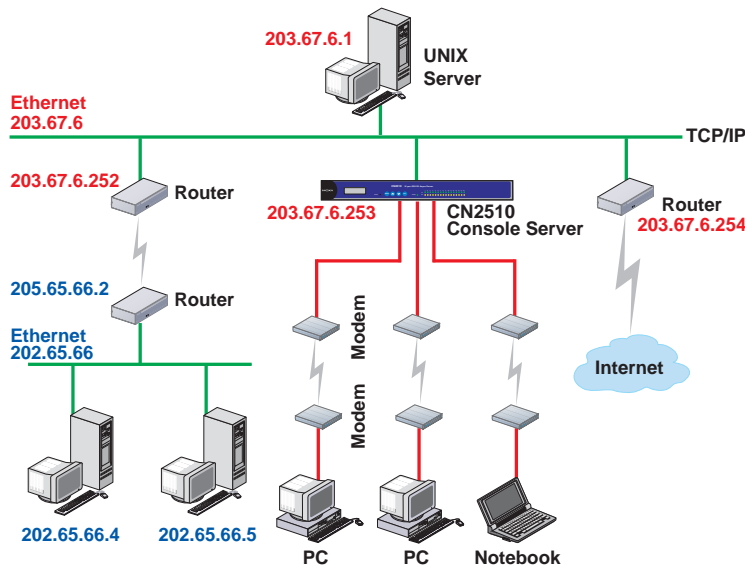 203.67.6.1
UNIX
Server
Ethernet
203.67.6
TCP/IP
203.67.6.252
Router
203.67.6.253
CN2510
Console Server
Router
203.67.6.254
205.65.66.2
Router
Ethernet
202.65.66
Modem
Internet
Modem
202.65.66.4
202.65.66.5
PC
PC
Notebook